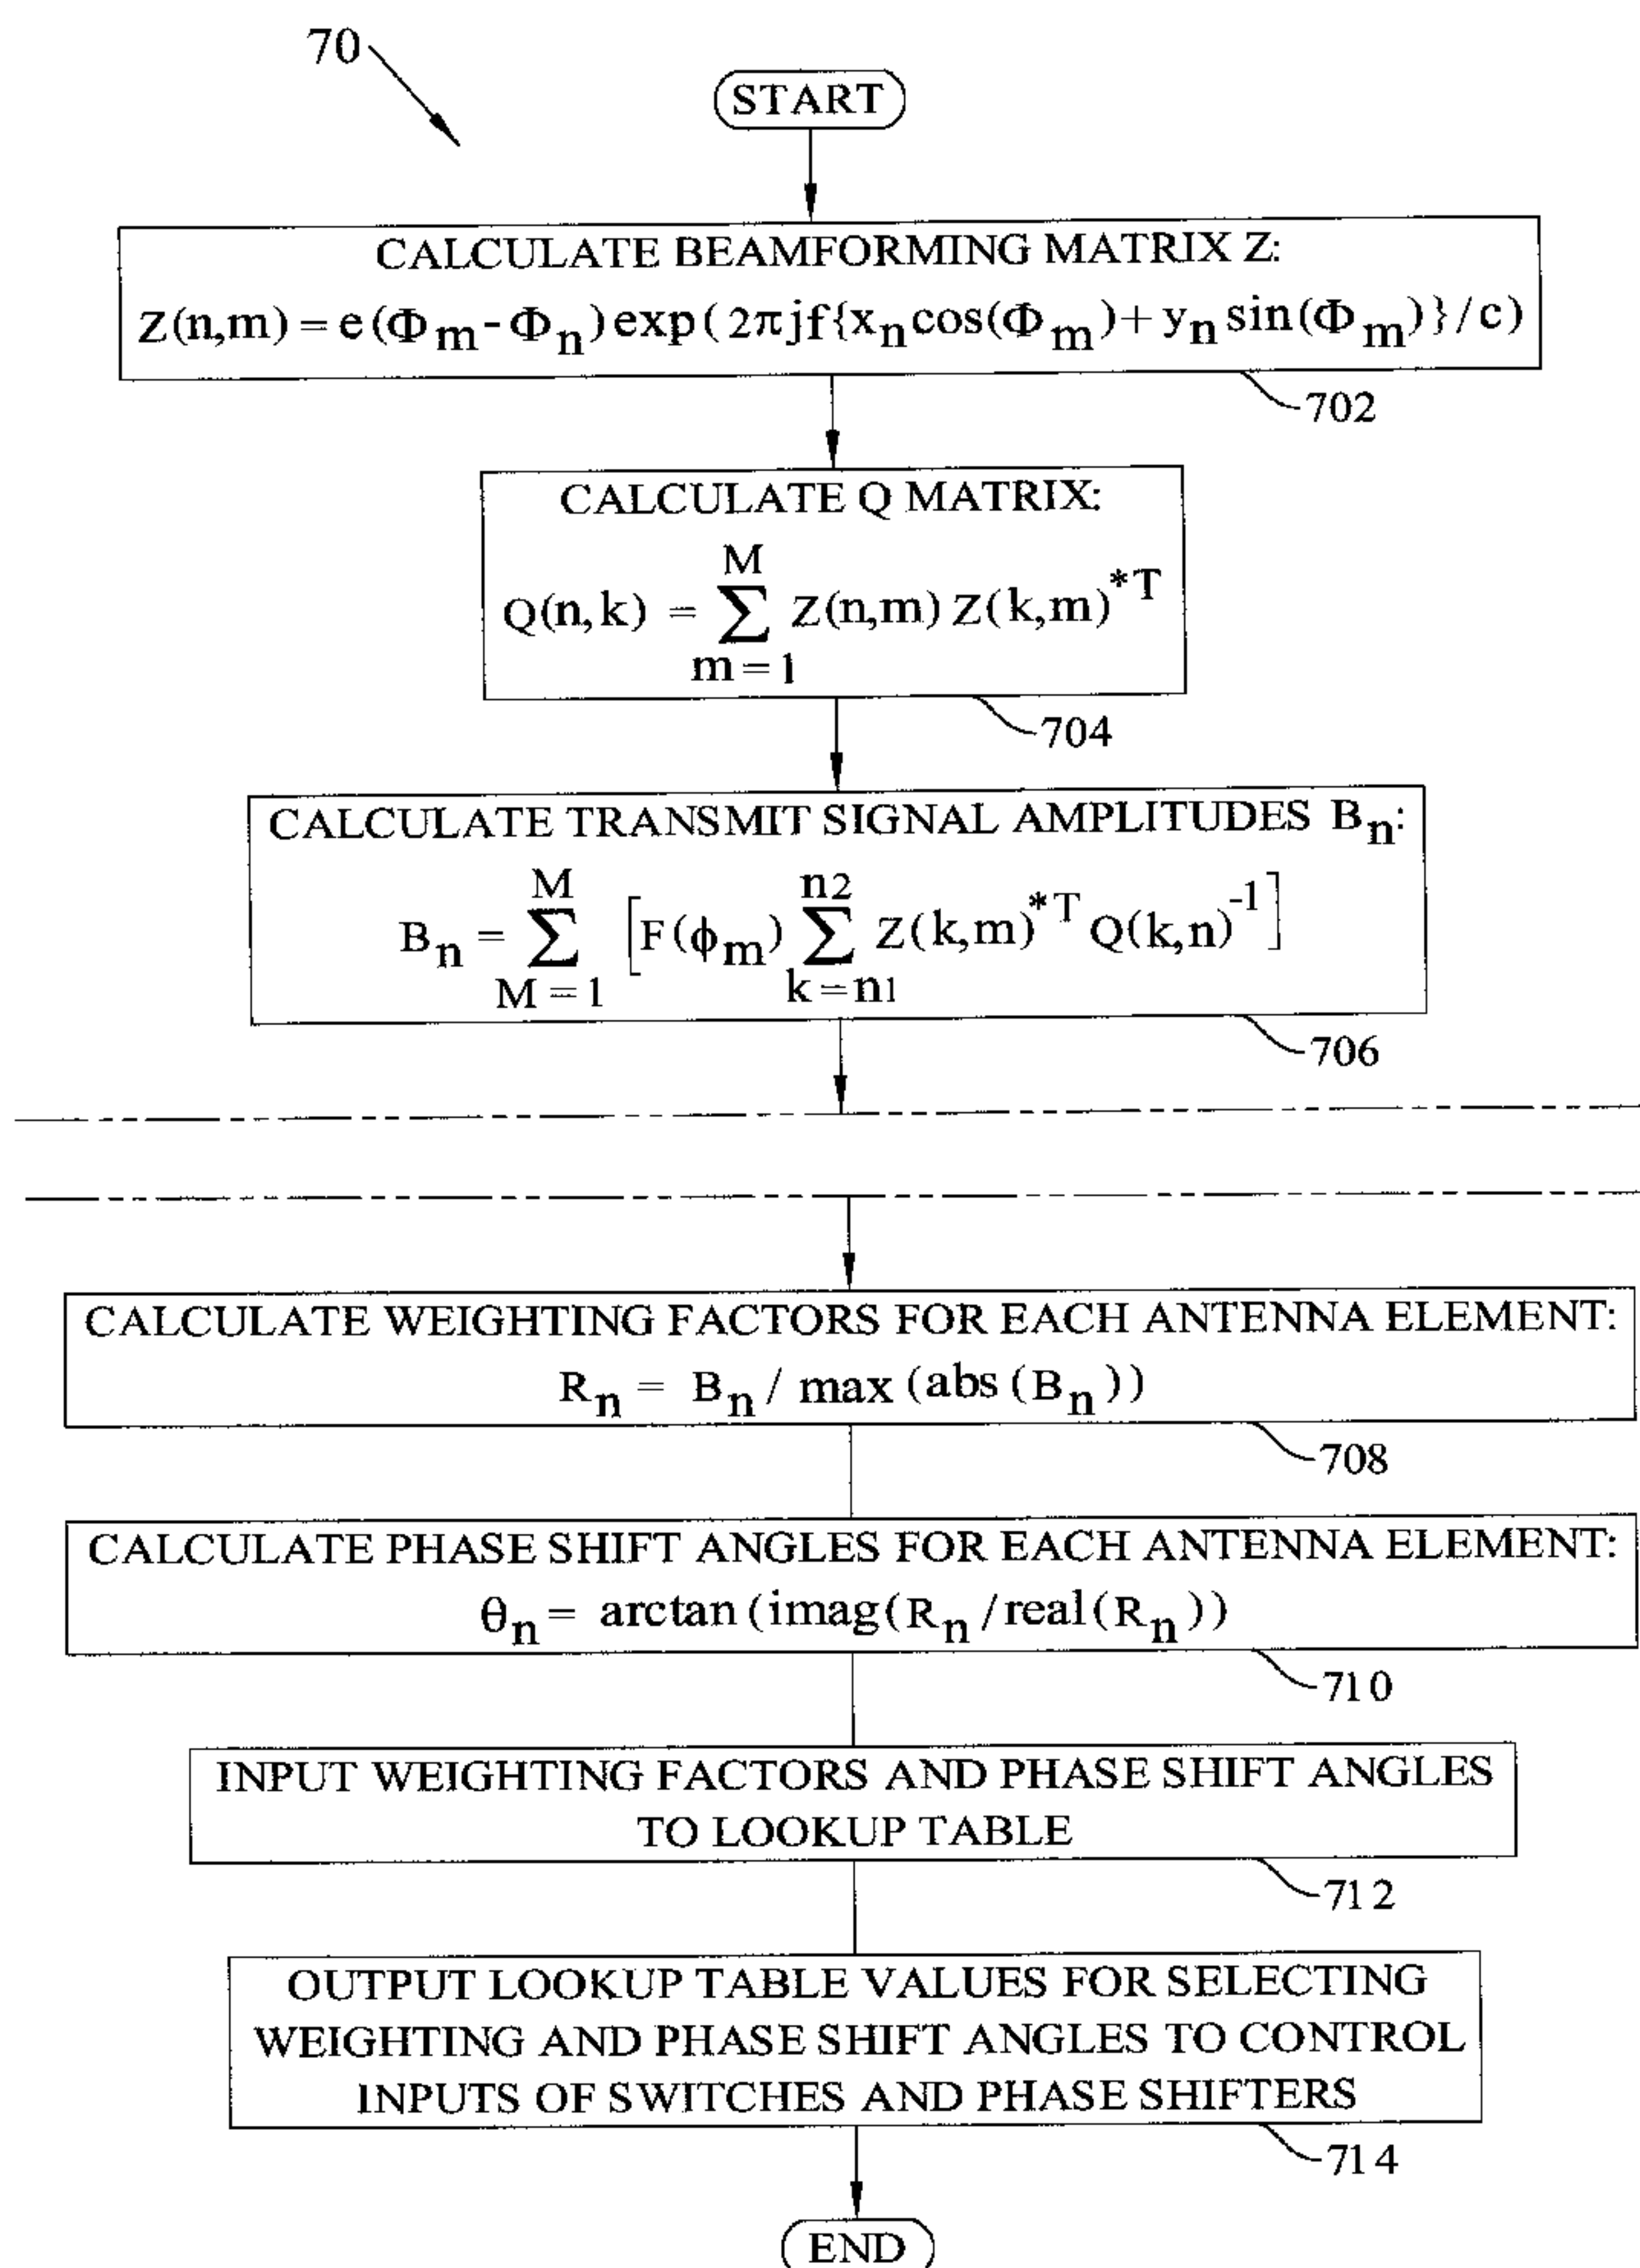 70
START
CALCULATE BEAMFORMING MATRIX Z:
Z(n,m) = e(Φm-Φn)exp(2πjf{xncos(Φm)+ynsin(Φm)}/c)
702
CALCULATE Q MATRIX:
M
Q(n,k) = ∑ Z(n,m) Z(k,m)*T
m=1
704
CALCULATE TRANSMIT SIGNAL AMPLITUDES Bn:
M n2
Bn = ∑ [F(ϕm) ∑ Z(k,m)*T Q(k,n)-1]
M=1 k=n1
706
CALCULATE WEIGHTING FACTORS FOR EACH ANTENNA ELEMENT:
Rn = Bn / max (abs (Bn))
708
CALCULATE PHASE SHIFT ANGLES FOR EACH ANTENNA ELEMENT:
θn = arctan (imag(Rn/real(Rn))
710
INPUT WEIGHTING FACTORS AND PHASE SHIFT ANGLES
TO LOOKUP TABLE
712
OUTPUT LOOKUP TABLE VALUES FOR SELECTING
WEIGHTING AND PHASE SHIFT ANGLES TO CONTROL
INPUTS OF SWITCHES AND PHASE SHIFTERS
714
END